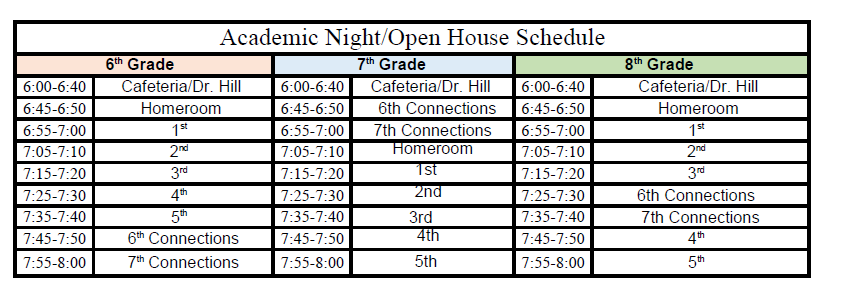 Academic Night/Open House Schedule
6th Grade 7th Grade 8th Grade
6:00-6:40 Cafeteria/Dr. Hill 6:00-6:40 Cafeteria/Dr. Hill 6:00-6:40 Cafeteria/Dr. Hill
6:45-6:50 Homeroom 6:45-6:50 6th Connections 6:45-6:50 Homeroom
6:55-7:00 1st 6:55-7:00 7th Connections 6:55-7:00 1st
7:05-7:10 2nd 7:05-7:10 Homeroom 7:05-7:10 2nd
7:15-7:20 3rd 7:15-7:20 1st 7:15-7:20 3rd
7:25-7:30 4th 7:25-7:30 2nd 7:25-7:30 6th Connections
7:35-7:40 5th 7:35-7:40 3rd 7:35-7:40 7th Connections
7:45-7:50 6th Connections 7:45-7:50 4th 7:45-7:50 4th
7:55-8:00 7th Connections 7:55-8:00 5th 7:55-8:00 5th